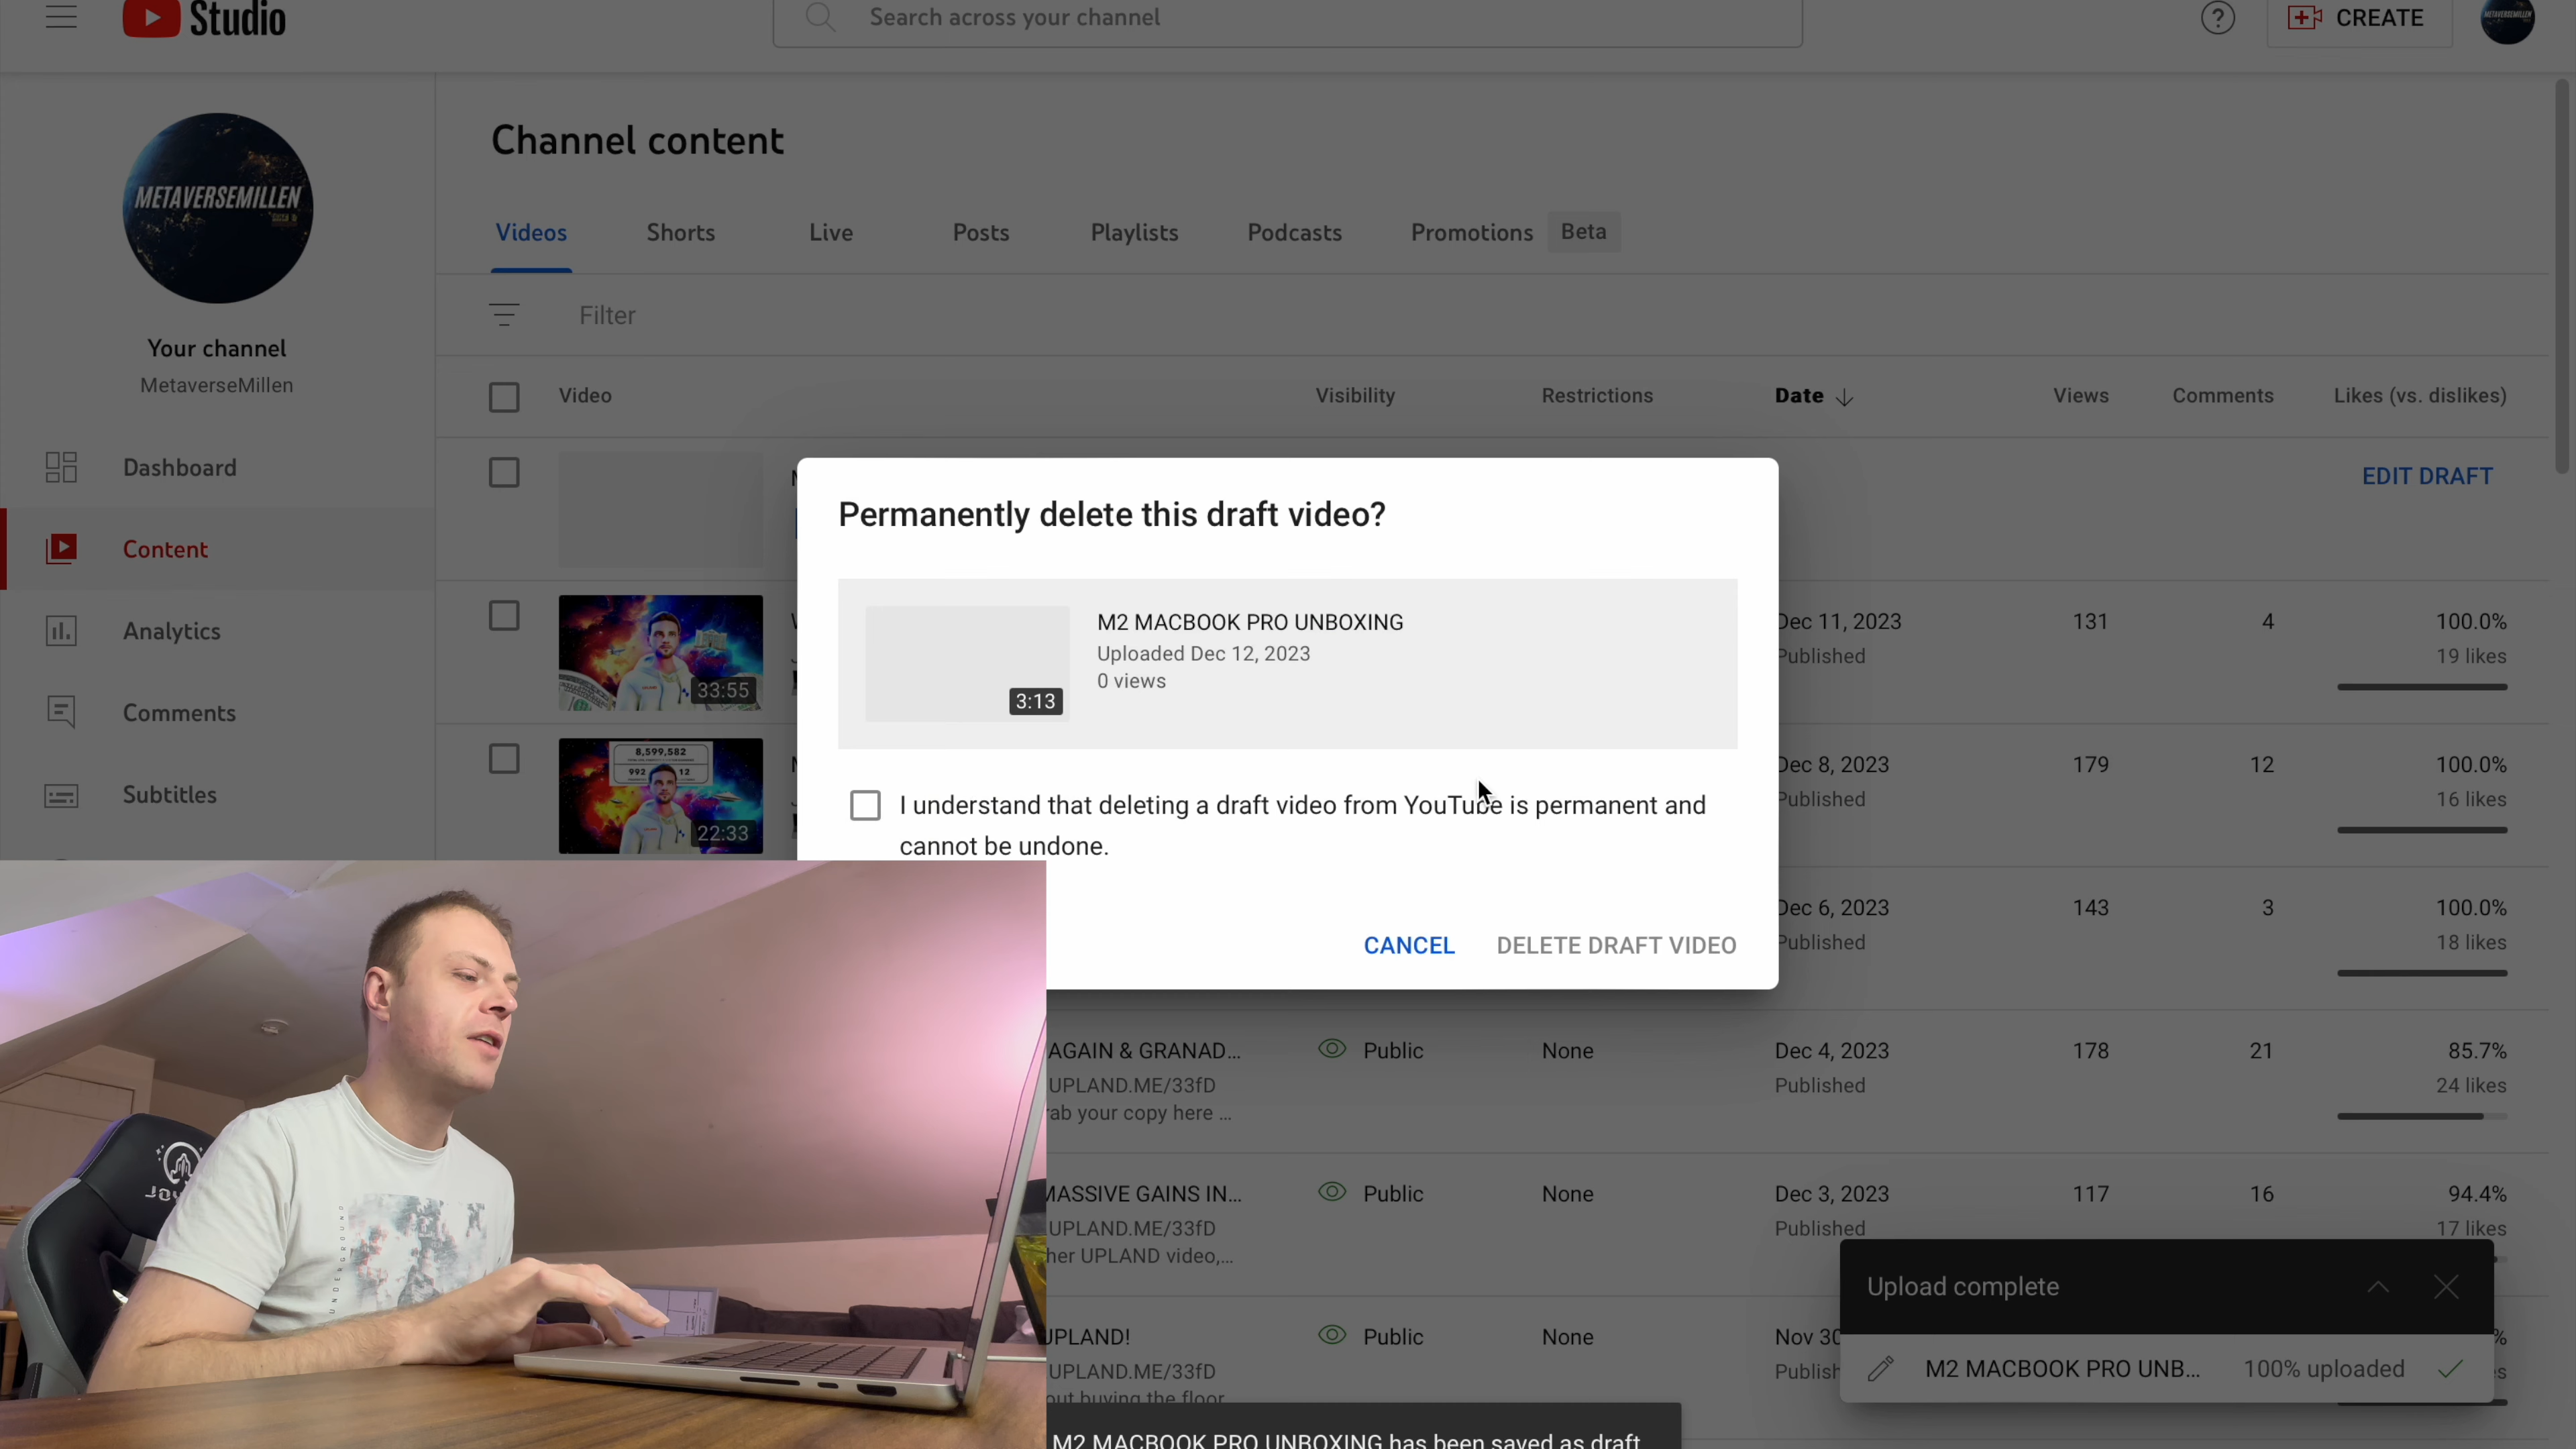 Studio
Search across your channel
CREATE
METAVERSEMILLEN
Your channel
MetaverseMillen
Dashboard
Content
Analytics
Comments
Subtitles
Channel content
Videos
Shorts
Live
Posts
Playlists
Podcasts
Promotions
Beta
Filter
Video
Visibility
Restrictions
Date
Views
Comments
Likes (vs. dislikes)
EDIT DRAFT
33:55
Dec 11, 2023
Published
131
4
100.0%
19 likes
8,599,582
992
12
22:33
Dec 8, 2023
Published
179
12
100.0%
16 likes
Dec 6, 2023
Published
143
3
100.0%
18 likes
Permanently delete this draft video?
3:13
M2 MACBOOK PRO UNBOXING
Uploaded Dec 12, 2023
0 views
I understand that deleting a draft video from YouTube is permanent and
cannot be undone.
CANCEL
DELETE DRAFT VIDEO
AGAIN & GRANAD...
UPLAND.ME/33fD
ab your copy here ...
Public
None
Dec 4, 2023
Published
178
21
85.7%
24 likes
MASSIVE GAINS IN...
UPLAND.ME/33fD
her UPLAND video,...
Public
None
Dec 3, 2023
Published
117
16
94.4%
17 likes
UPLAND!
UPLAND.ME/33fD
out buying the floor
Public
None
Nov 30
Publish
Upload complete
M2 MACBOOK PRO UNB...
100% uploaded
M2 MACBOOK PRO UNBOXING has been saved as draft
UNDERGROUND